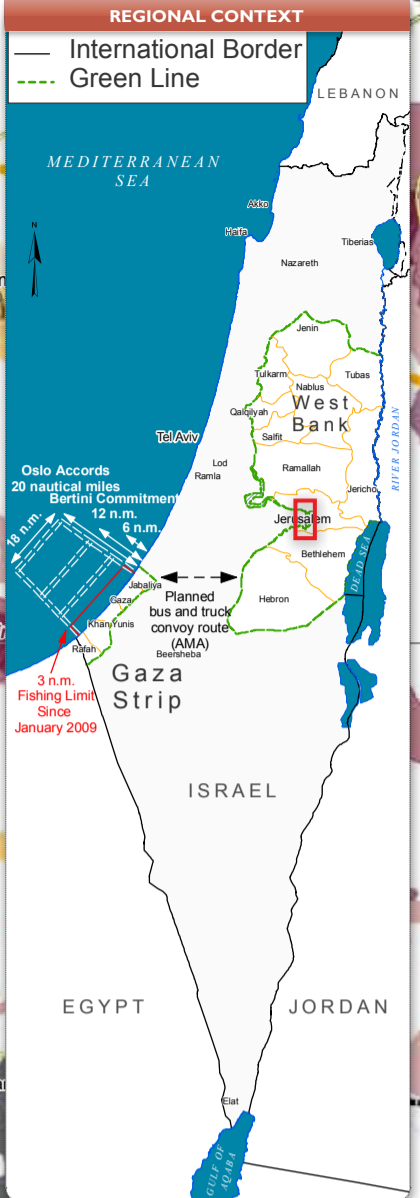 REGIONAL CONTEXT
International Border
Green Line
LEBANON
MEDITERRANEAN
SEA
Akko
Haifa
Tiberias
N
Nazareth
Jenin
Tulkarm
Tubas
Nablus
West
Bank
Qalqilyah
Salfit
Tel Aviv
RIVER JORDAN
Lod
Ramla
Ramallah
Jericho
Oslo Accords
20 nautical miles
Bertini Commitment
12 n.m.
6 n.m.
18 n.m.
Jerusalem
Bethlehem
DEAD SEA
Jabaliya
Gaza
Khan Yunis
Rafah
Planned
bus and truck
convoy route
(AMA)
Hebron
Beersheba
Gaza
Strip
3 n.m.
Fishing Limit
Since
January 2009
ISRAEL
EGYPT
JORDAN
Elat
GULF OF
AQABA